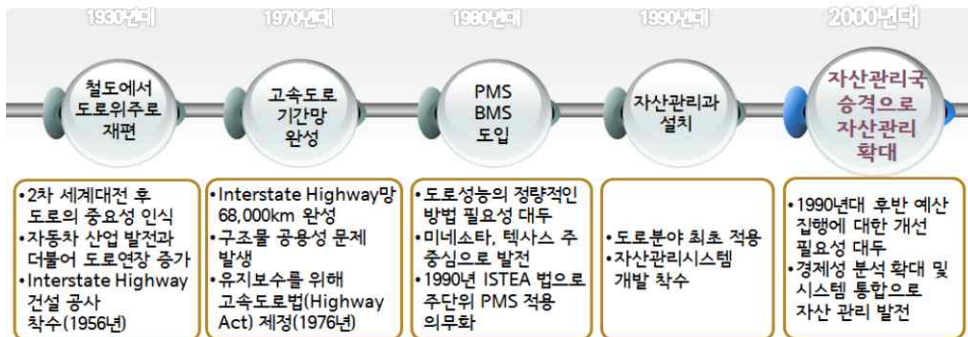 1930년대
1970년대
1980년대
1990년대
2000년대
철도에서
도로위주로
재편
고속도로
기간망
완성
PMS
BMS
도입
자산관리과
설치
자산관리국
승격으로
자산관리
확대
•2차 세계대전 후
도로의 중요성 인식
•자동차 산업 발전과
더불어 도로연장 증가
•Interstate Highway
건설 공사
착수(1956년)
•Interstate Highway망
68,000km 완성
•구조물 공용성 문제
발생
•유지보수를 위해
고속도로법(Highway
Act) 제정(1976년)
•도로성능의 정량적인
방법 필요성 대두
•미네소타, 텍사스 주
중심으로 발전
•1990년 ISTEA 법으로
주단위 PMS 적용
의무화
•도로분야 최초 적용
•자산관리시스템
개발 착수
•1990년대 후반 예산
집행에 대한 개선
필요성 대두
•경제성 분석 확대 및
시스템 통합으로
자산 관리 발전